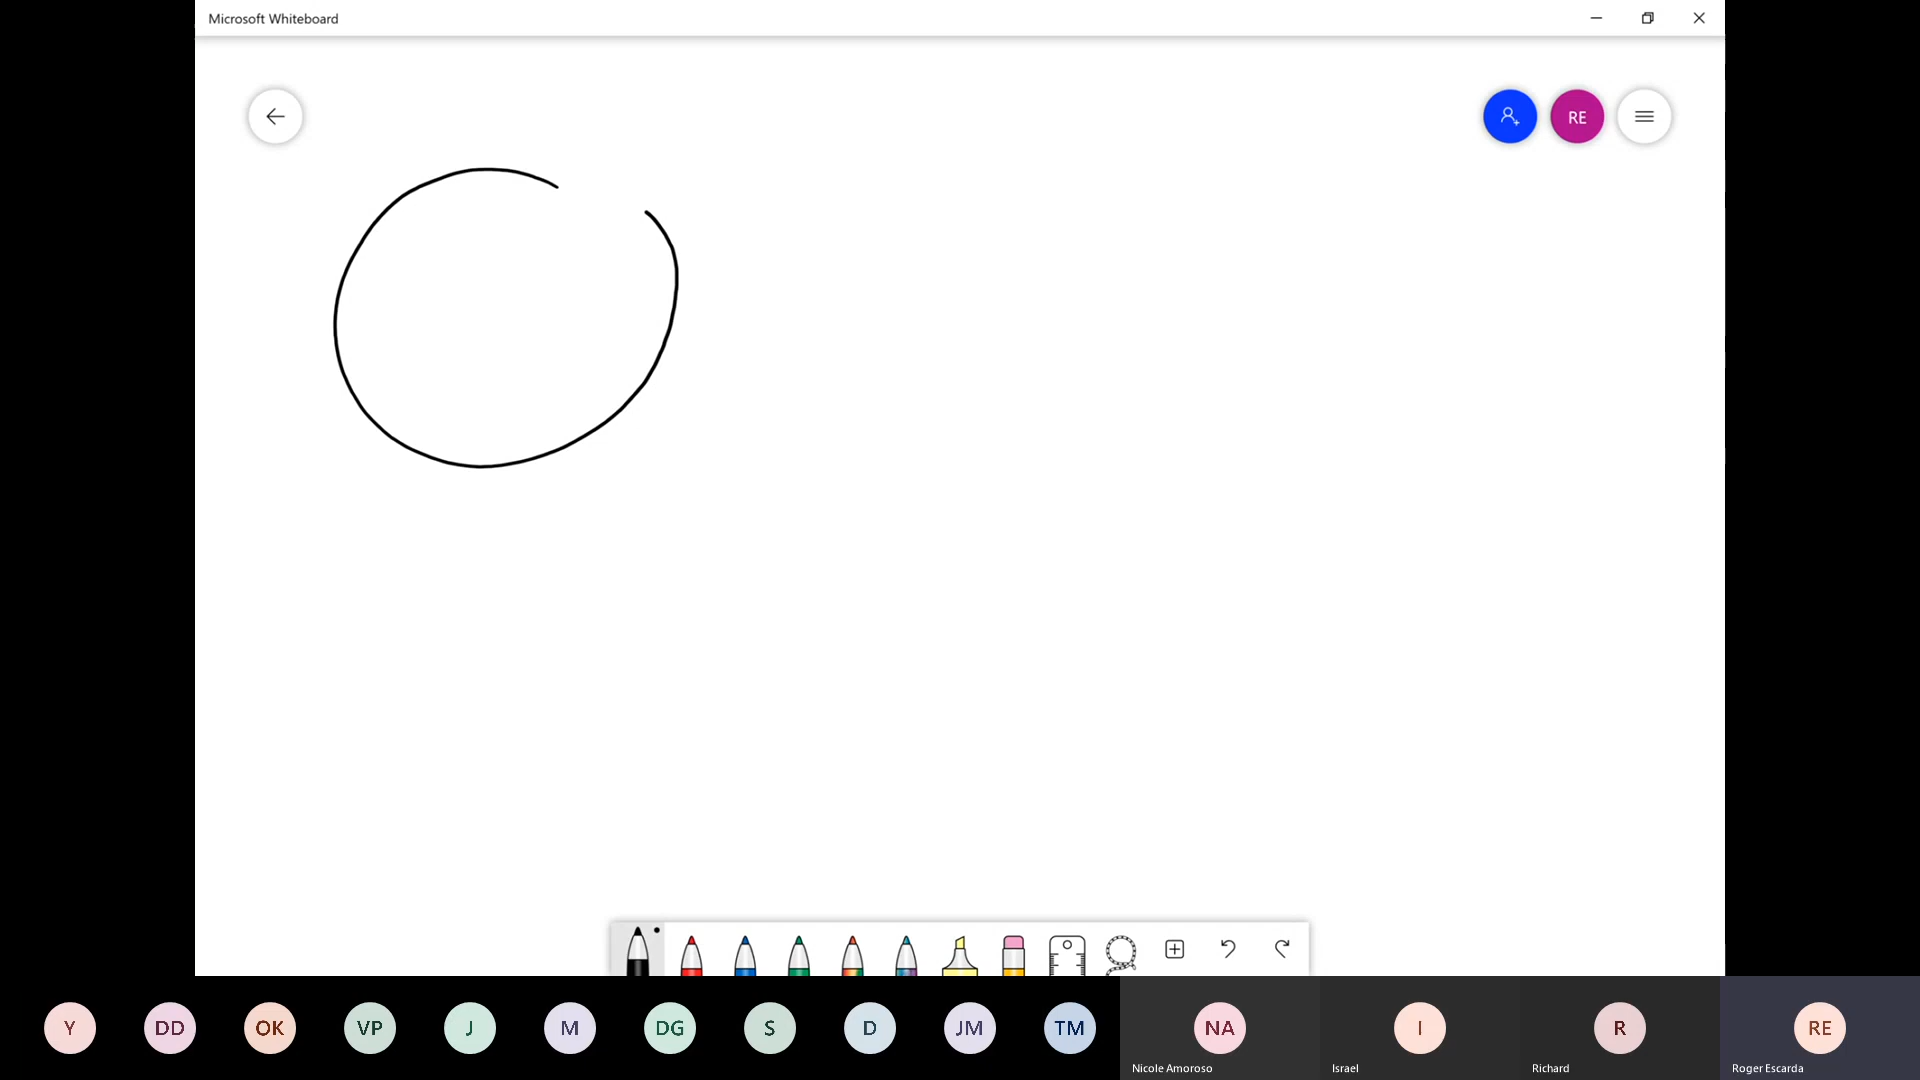 Microsoft Whiteboard
RE
Y DD OK VP J M DG S D JM TM NA I R RE
Nicole Amoroso Israel Richard Roger Escarda